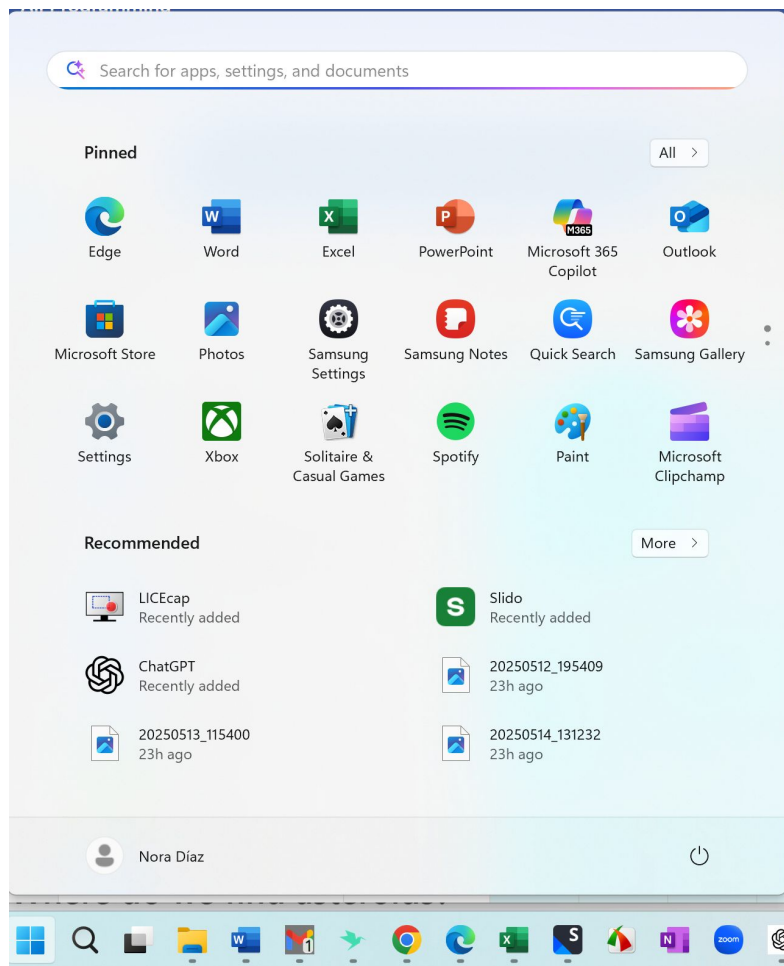 Search for apps, settings, and documents
Pinned
All
Edge
Word
Excel
PowerPoint
Microsoft 365
Copilot
Outlook
Microsoft Store
Photos
Samsung
Settings
Samsung Notes
Quick Search
Samsung Gallery
Settings
Xbox
Solitaire &
Casual Games
Spotify
Paint
Microsoft
Clipchamp
Recommended
More
LICEcap
Recently added
Slido
Recently added
ChatGPT
Recently added
20250512_195409
23h ago
20250513_115400
23h ago
20250514_131232
23h ago
Nora Díaz
zoom